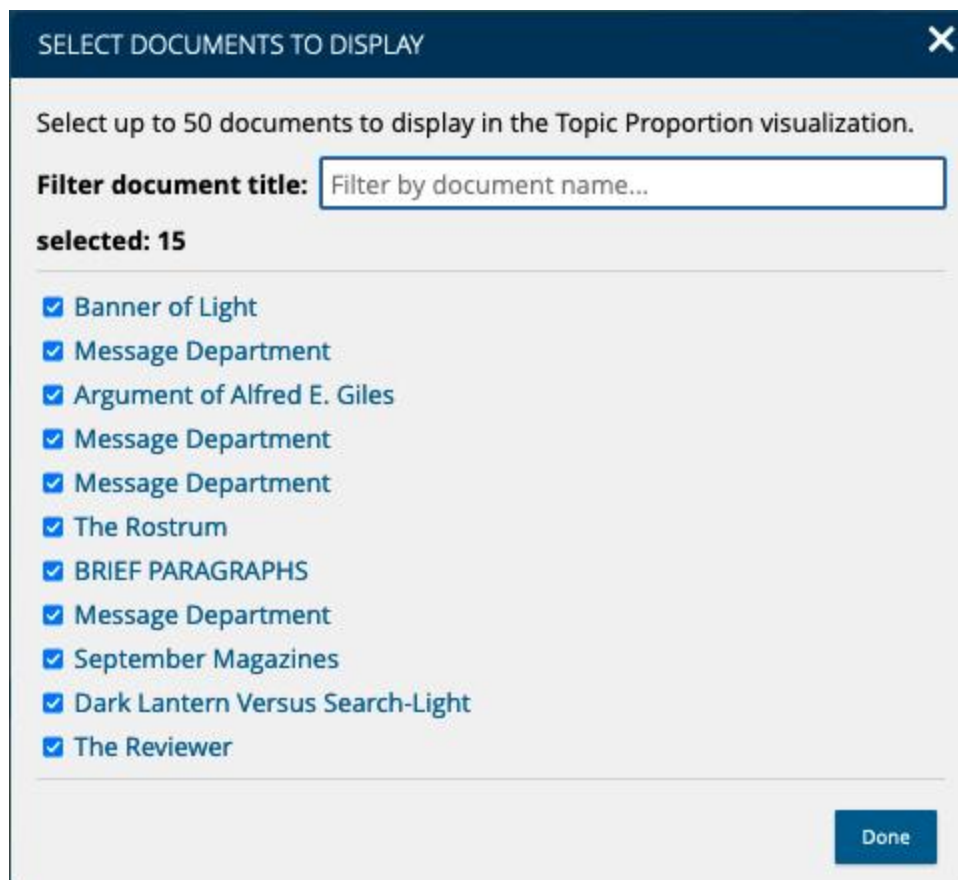 SELECT DOCUMENTS TO DISPLAY
Select up to 50 documents to display in the Topic Proportion visualization.
Filter document title: Filter by document name...
selected: 15
Banner of Light
Message Department
Argument of Alfred E. Giles
Message Department
Message Department
The Rostrum
BRIEF PARAGRAPHS
Message Department
September Magazines
Dark Lantern Versus Search-Light
The Reviewer
Done